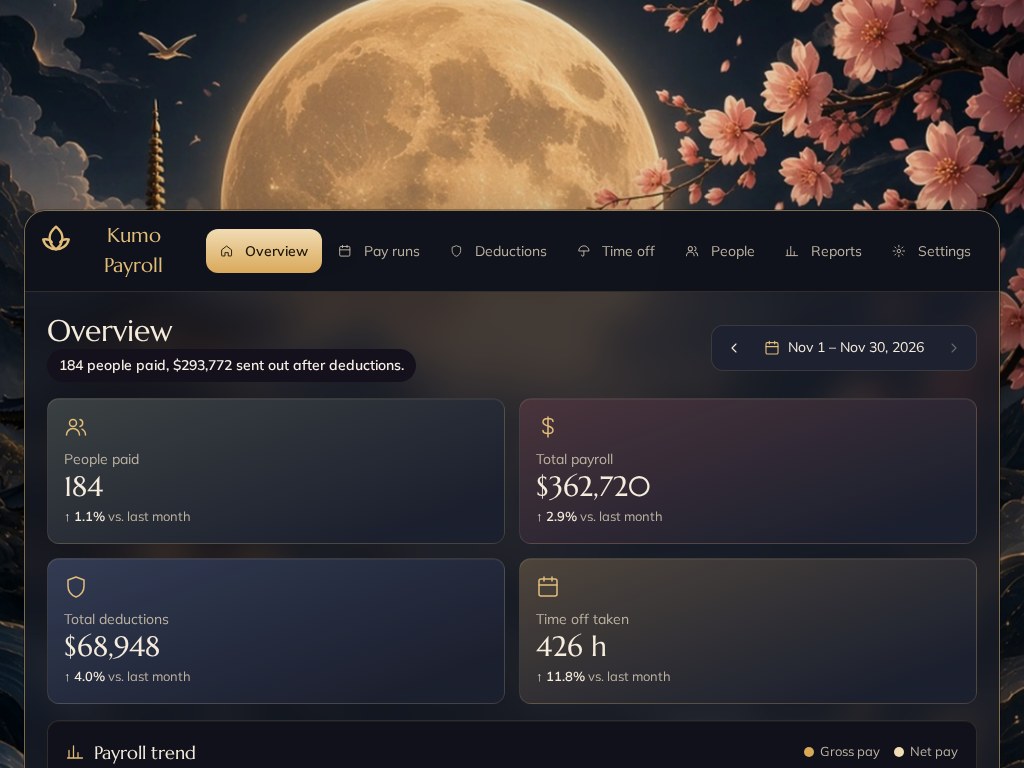 Kumo
Payroll
Overview
Pay runs
Deductions
Time off
People
Reports
Settings
Overview
184 people paid, $293,772 sent out after deductions.
Nov 1 – Nov 30, 2026
People paid
184
↑ 1.1% vs. last month
Total payroll
$362,720
↑ 2.9% vs. last month
Total deductions
$68,948
↑ 4.0% vs. last month
Time off taken
426 h
↑ 11.8% vs. last month
Payroll trend
Gross pay
Net pay